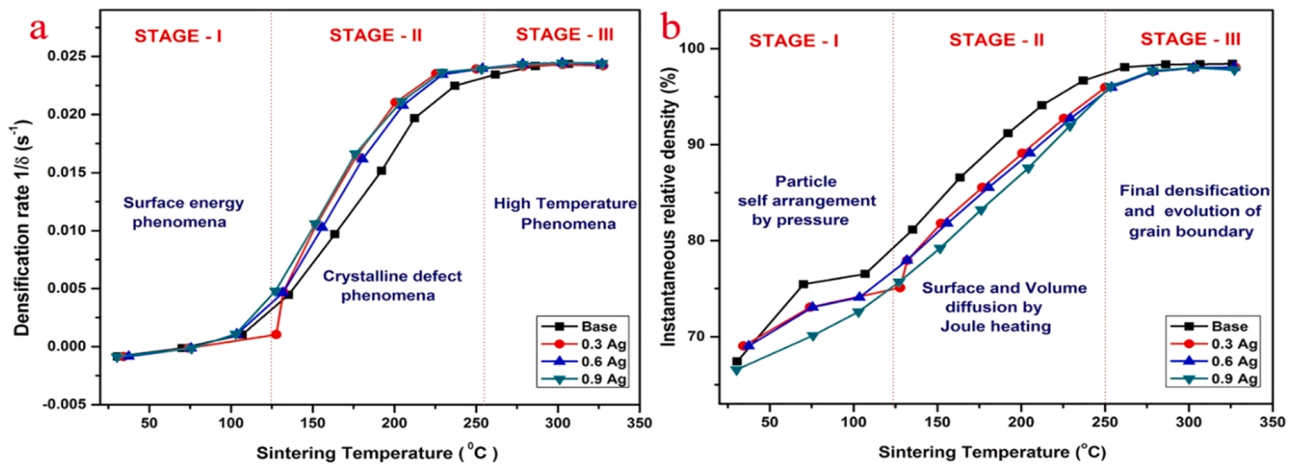 a
STAGE - I
STAGE - II
STAGE - III
0.025
0.020
0.015
0.010
0.005
0.000
-0.005
Densification rate 1/δ (s⁻¹)
Surface energy
phenomena
Crystalline defect
phenomena
High Temperature
Phenomena
Base
0.3 Ag
0.6 Ag
0.9 Ag
50
100
150
200
250
300
350
Sintering Temperature (⁰C)
b
STAGE - I
STAGE - II
STAGE - III
100
90
80
70
Instantaneous relative density (%)
Particle
self arrangement
by pressure
Surface and Volume
diffusion by
Joule heating
Final densification
and evolution of
grain boundary
Base
0.3 Ag
0.6 Ag
0.9 Ag
50
100
150
200
250
300
350
Sintering Temperature (°C)